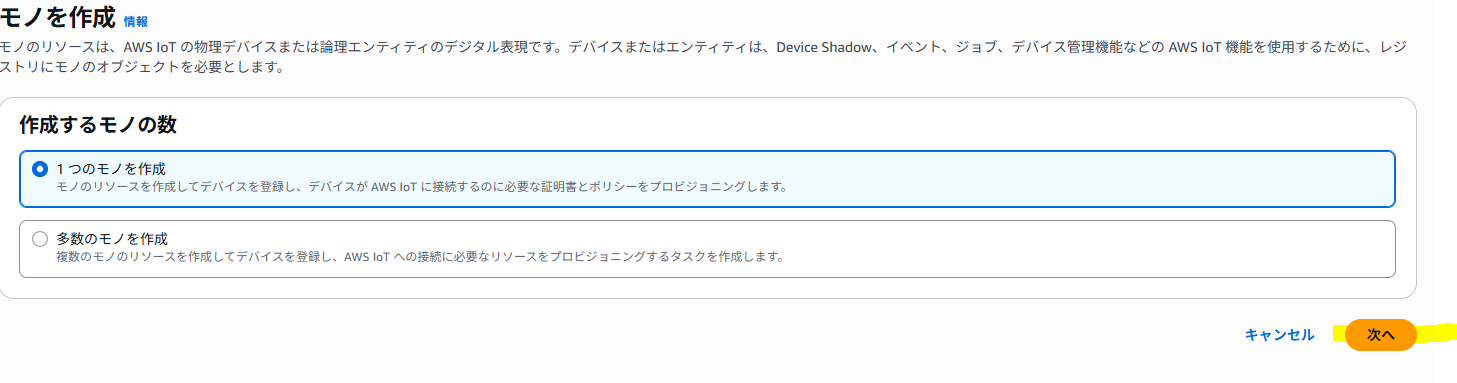 モノを作成 情報
モノのリソースは、AWS IoT の物理デバイスまたは論理エンティティのデジタル表現です。デバイスまたはエンティティは、Device Shadow、イベント、ジョブ、デバイス管理機能などの AWS IoT 機能を使用するために、レジ
ストリにモノのオブジェクトを必要とします。
作成するモノの数
1 つのモノを作成
モノのリソースを作成してデバイスを登録し、デバイスが AWS IoT に接続するのに必要な証明書とポリシーをプロビジョニングします。
多数のモノを作成
複数のモノのリソースを作成してデバイスを登録し、AWS IoT への接続に必要なリソースをプロビジョニングするタスクを作成します。
キャンセル 次へ